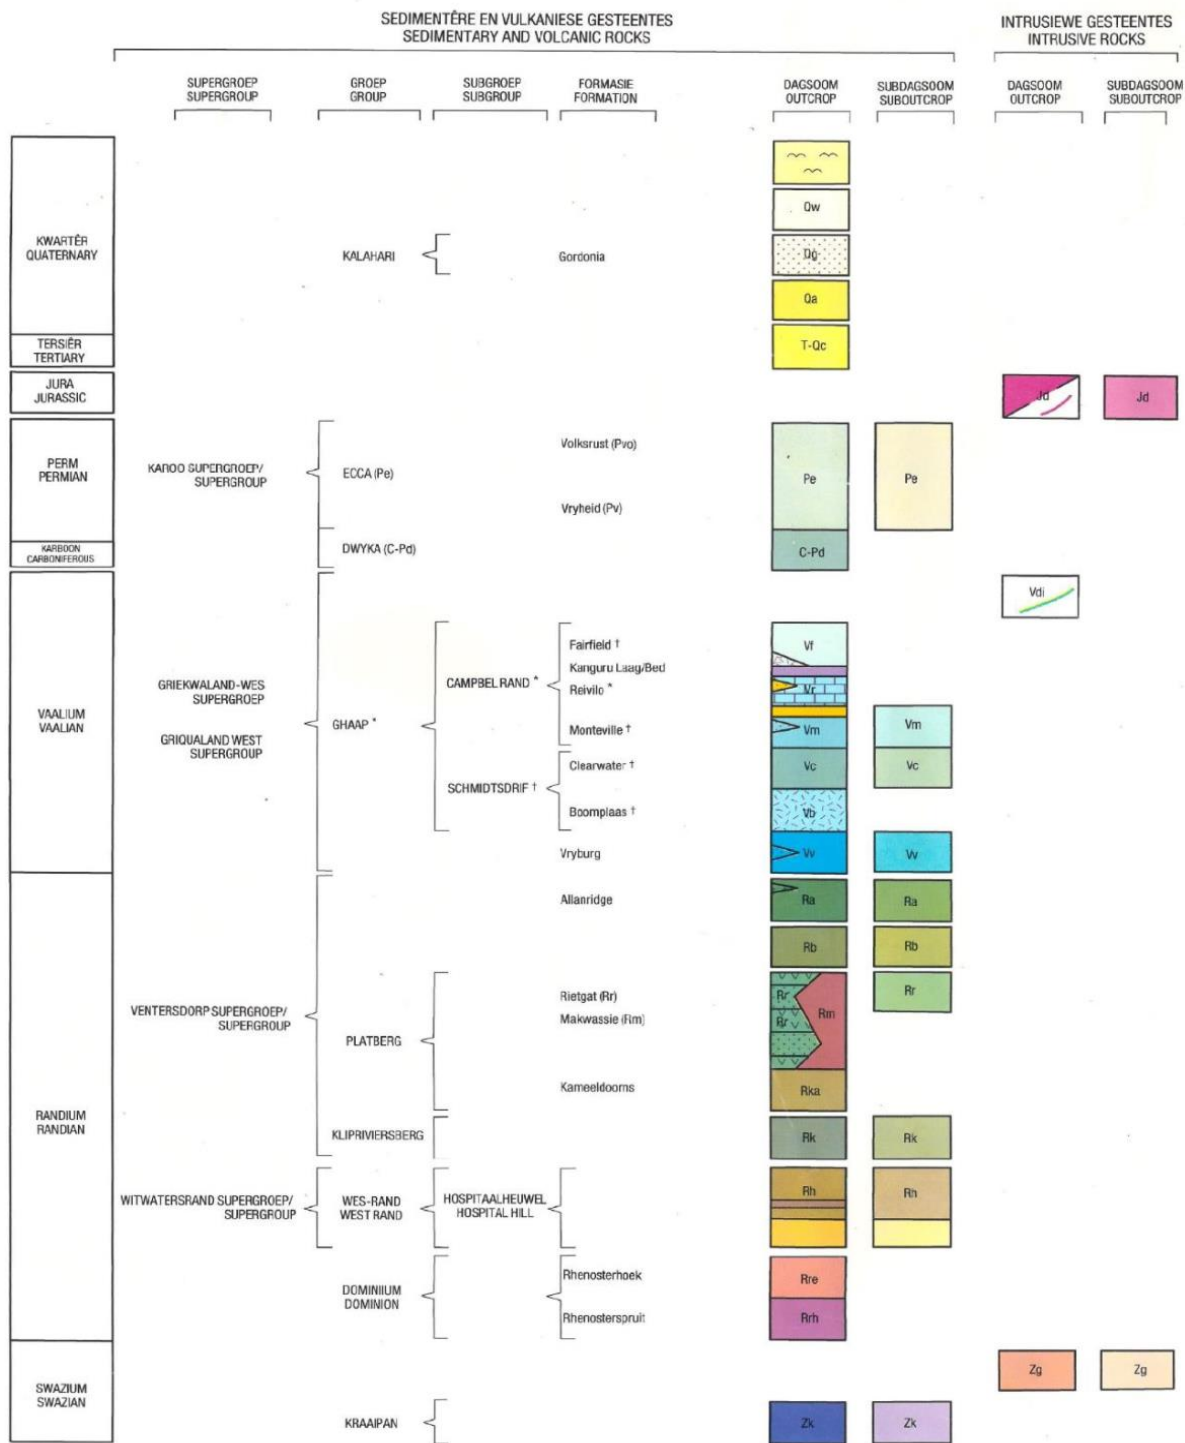 SEDIMENTÊRE EN VULKANIESE GESTEENTES
SEDIMENTARY AND VOLCANIC ROCKS
INTRUSIEWE GESTEENTES
INTRUSIVE ROCKS
SUPERGROEP
SUPERGROUP
GROEP
GROUP
SUBGROEP
SUBGROUP
FORMASIE
FORMATION
DAGSOOM
OUTCROP
SUBDAGSOOM
SUBOUTCROP
DAGSOOM
OUTCROP
SUBDAGSOOM
SUBOUTCROP
KWARTÊR
QUATERNARY
KALAHARI
Gordonia
Qw
Qg
Qa
TERSIÊR
TERTIARY
T-Qc
JURA
JURASSIC
Jd
Jd
PERM
PERMIAN
KAROO SUPERGROEP/
SUPERGROUP
ECCA (Pe)
Volksrust (Pvo)
Vryheid (Pv)
Pe
Pe
KARBOON
CARBONIFEROUS
DWYKA (C-Pd)
C-Pd
Vdi
VAALIUM
VAALIAN
GRIEKWALAND-WES
SUPERGROEP
GRIQUALAND WEST
SUPERGROUP
GHAAP *
CAMPBELRAND *
Fairfield †
Kanguru Laag/Bed
Reivilo *
Monteville †
SCHMIDTSDRIF †
Clearwater †
Boomplaas †
Vryburg
Vf
Vr
Vm
Vm
Vc
Vc
Vb
Vv
Vv
RANDIUM
RANDIAN
VENTERSDORP SUPERGROEP/
SUPERGROUP
Allanridge
Ra
Ra
Rb
Rb
PLATBERG
Rietgat (Rr)
Makwassie (Rm)
Kameeldoorns
Rr
Rr
Rm
Rr
Rka
KLIPRIVIERSBERG
Rk
Rk
WITWATERSRAND SUPERGROEP/
SUPERGROUP
WES-RAND
WEST RAND
HOSPITAALHEUWEL
HOSPITAL HILL
Rh
Rh
DOMINIUM
DOMINION
Rhenosterhoek
Rhenosterspruit
Rre
Rrh
SWAZIUM
SWAZIAN
Zg
Zg
KRAAIPAN
Zk
Zk